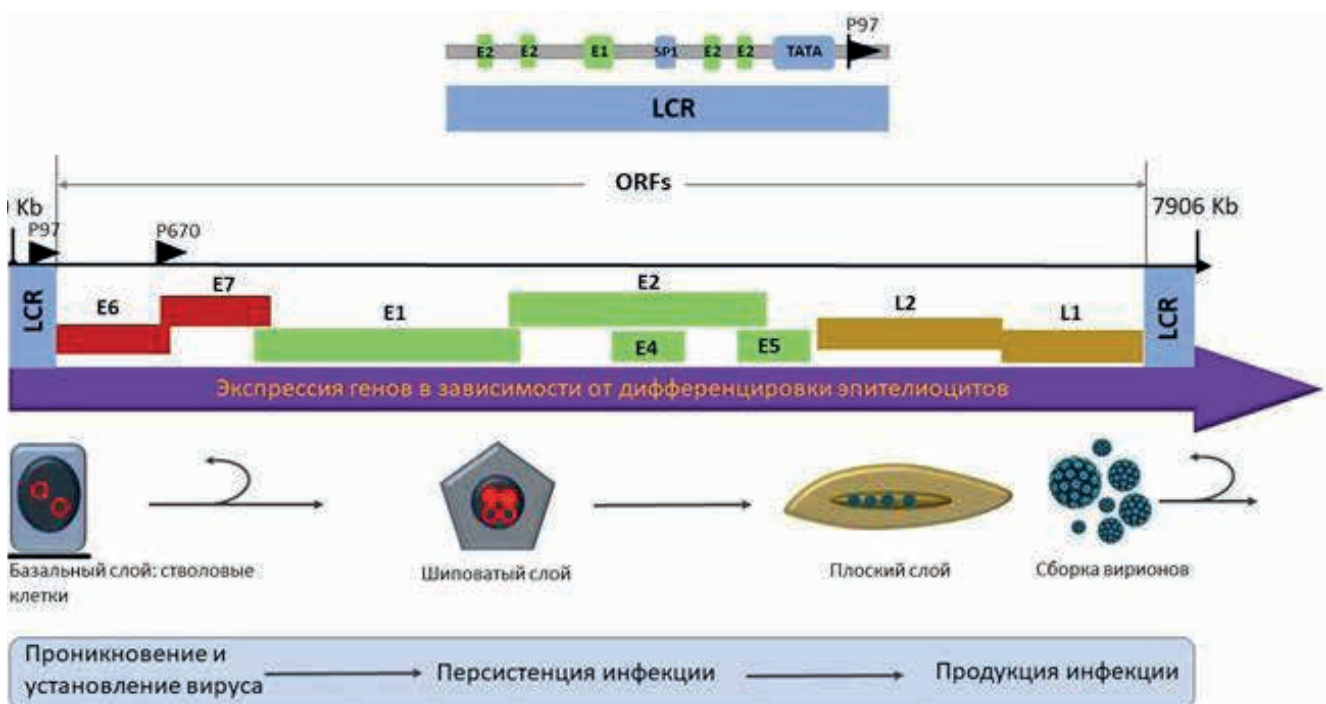 P97
E2 E2 E1 SP1 E2 E2 TATA
LCR
ORFs
Kb
7906 Kb
P97
P670
LCR
E6
E7
E1
E2
E4
E5
L2
L1
LCR
Экспрессия генов в зависимости от дифференцировки эпителиоцитов
Базальный слой: стволовые
клетки
Шиповатый слой
Плоский слой
Сборка вирионов
Проникновение и
установление вируса
Персистенция инфекции
Продукция инфекции